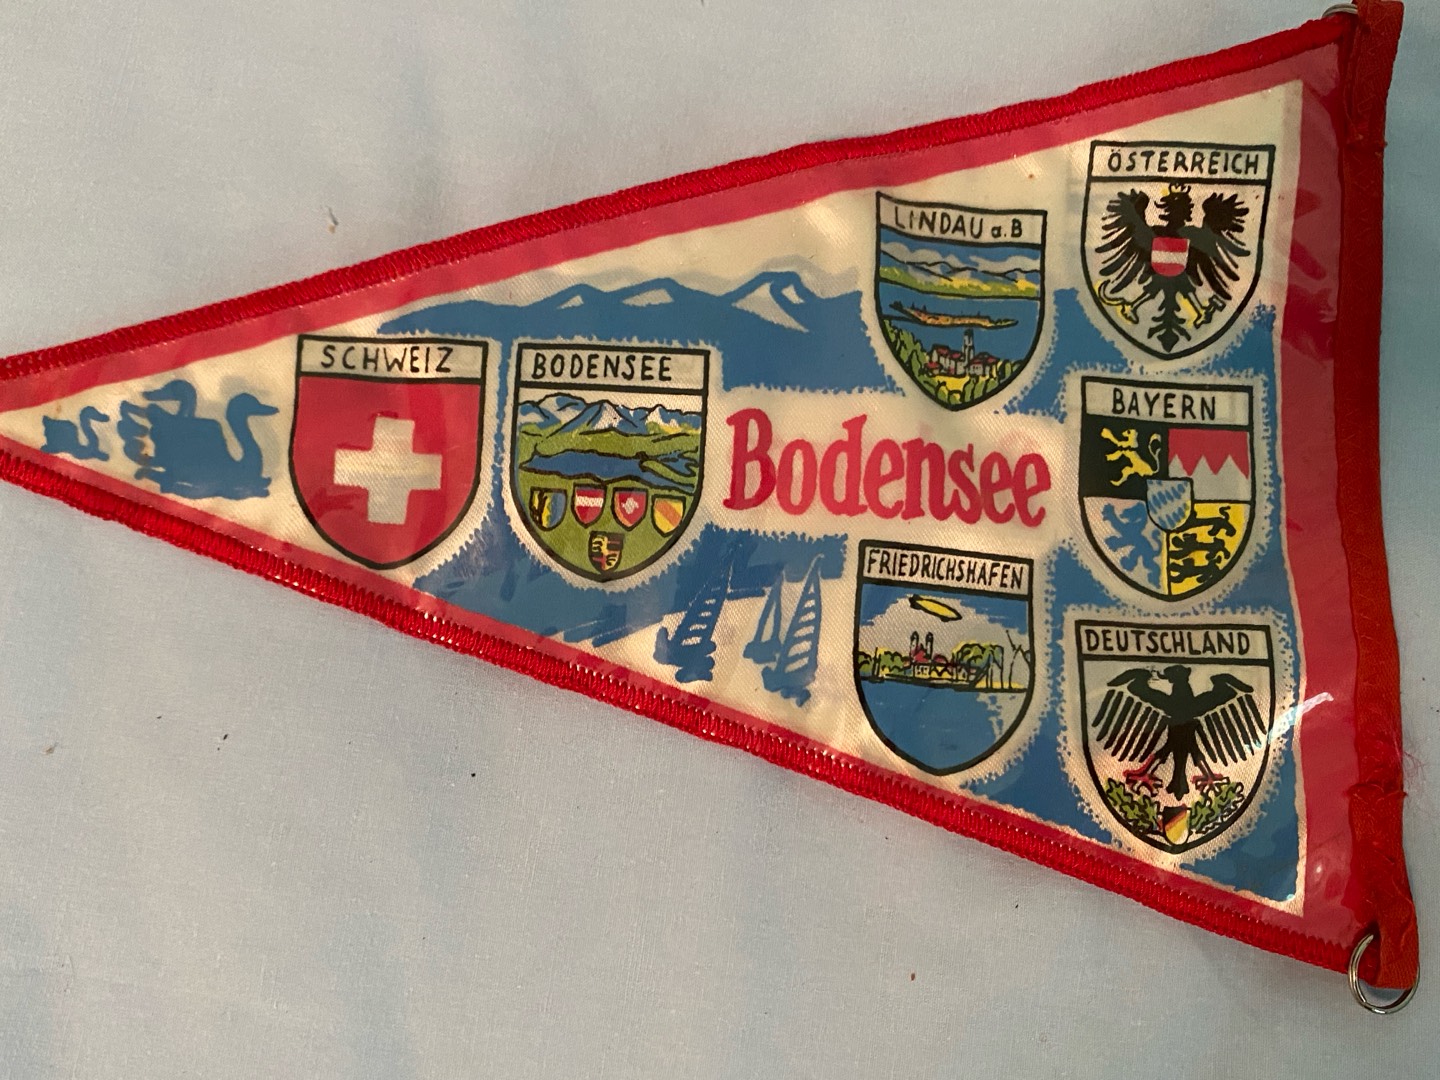 ÖSTERREICH
LINDAU a.B
SCHWEIZ
BODENSEE
BAYERN
Bodensee
FRIEDRICHSHAFEN
DEUTSCHLAND